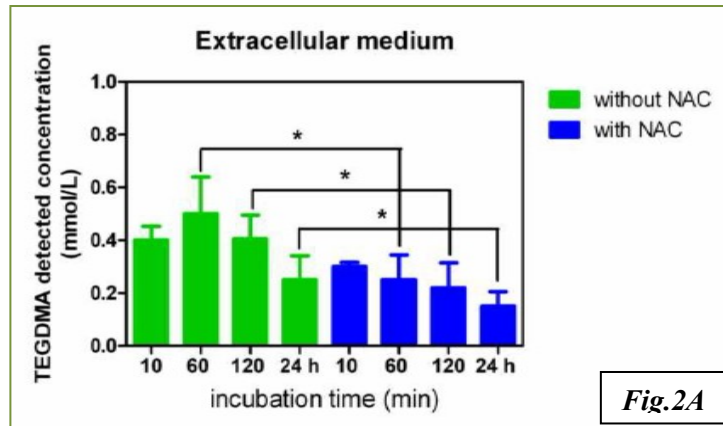 Extracellular medium
TEGDMA detected concentration
(mmol/L)
1.0
0.8
0.6
0.4
0.2
0.0
*
*
*
10 60 120 24 h 10 60 120 24 h
incubation time (min)
without NAC
with NAC
Fig.2A